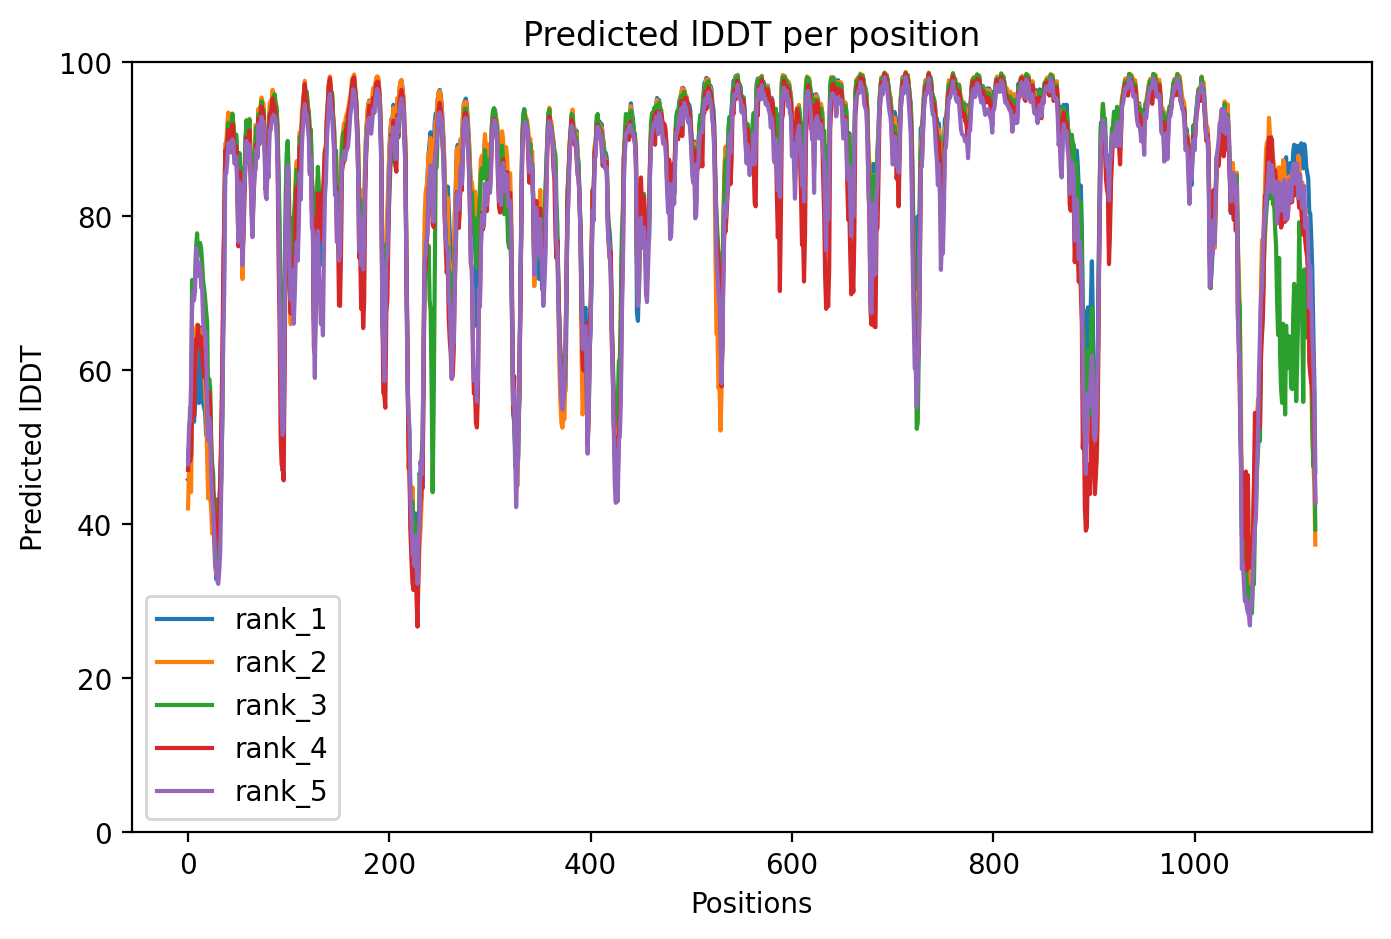 Predicted lDDT per position
Predicted lDDT
100
80
60
40
20
0
rank_1
rank_2
rank_3
rank_4
rank_5
0 200 400 600 800 1000
Positions